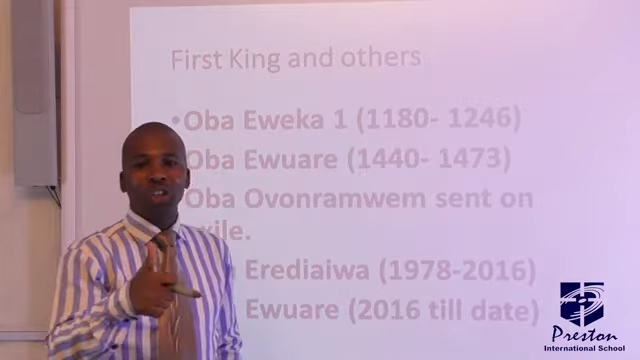 First King and others
•Oba Eweka 1 (1180- 1246)
Oba Ewuare (1440- 1473)
Oba Ovonramwem sent on
xile.
Erediaiwa (1978-2016)
Ewuare (2016 till date)
Preston
International School